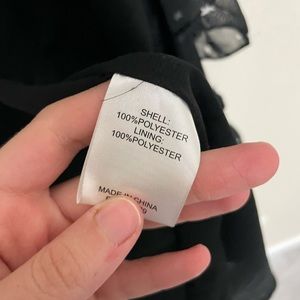 SHELL:
100%POLYESTER
LINING:
100%POLYESTER
MADE IN CHINA